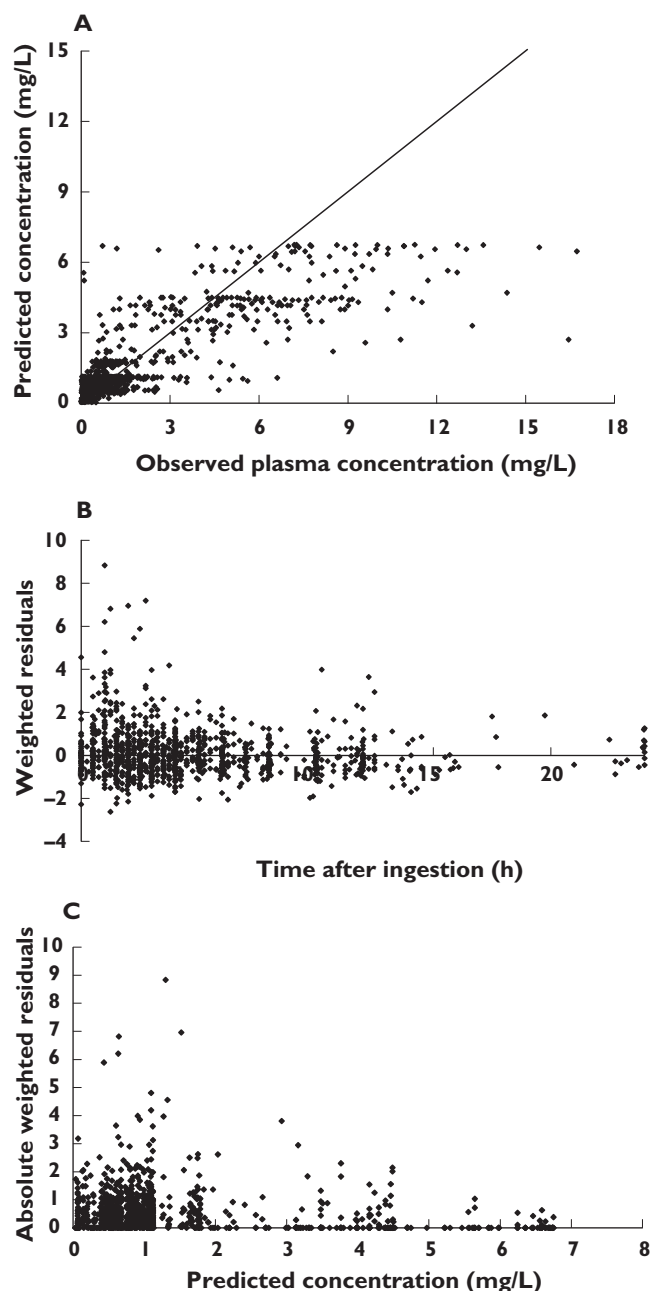 A
15
12
9
6
3
0
Predicted concentration (mg/L)
0 3 6 9 12 15 18
Observed plasma concentration (mg/L)
B
10
8
6
4
2
0
–2
–4
Weighted residuals
10 15 20
Time after ingestion (h)
C
10
9
8
7
6
5
4
3
2
1
0
Absolute weighted residuals
0 1 2 3 4 5 6 7 8
Predicted concentration (mg/L)